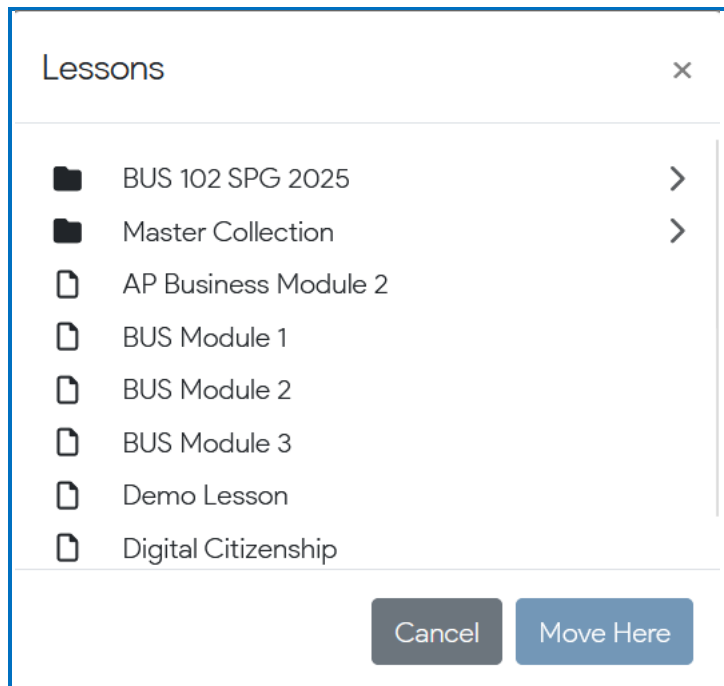 Lessons
BUS 102 SPG 2025
Master Collection
AP Business Module 2
BUS Module 1
BUS Module 2
BUS Module 3
Demo Lesson
Digital Citizenship
Cancel Move Here